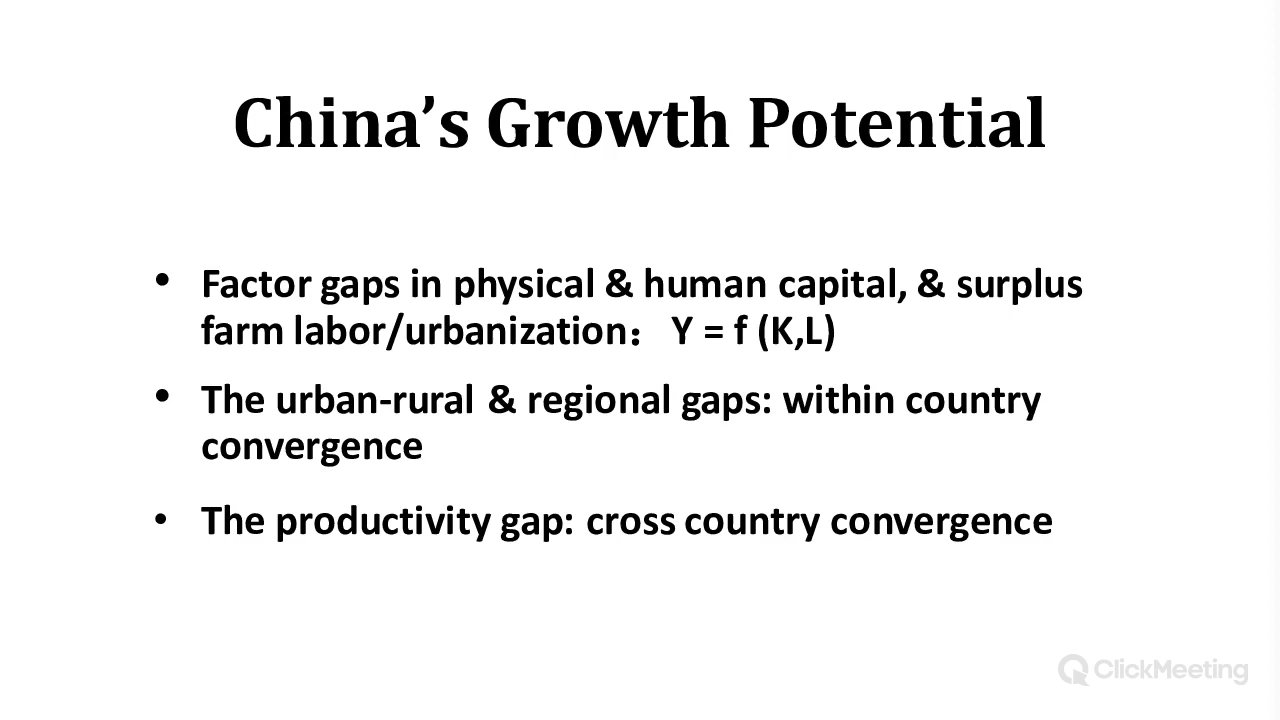 China’s Growth Potential
• Factor gaps in physical & human capital, & surplus
farm labor/urbanization： Y = f (K,L)
• The urban-rural & regional gaps: within country
convergence
• The productivity gap: cross country convergence
ClickMeeting